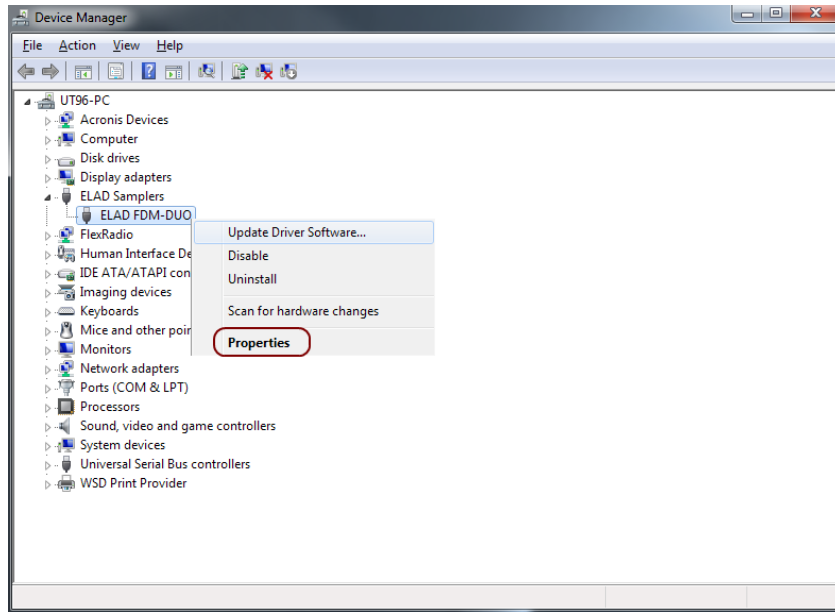 Device Manager
File Action View Help
UT96-PC
Acronis Devices
Computer
Disk drives
Display adapters
ELAD Samplers
ELAD FDM-DUO
FlexRadio
Human Interface De
IDE ATA/ATAPI con
Imaging devices
Keyboards
Mice and other poin
Monitors
Network adapters
Ports (COM & LPT)
Processors
Sound, video and game controllers
System devices
Universal Serial Bus controllers
WSD Print Provider
Update Driver Software...
Disable
Uninstall
Scan for hardware changes
Properties